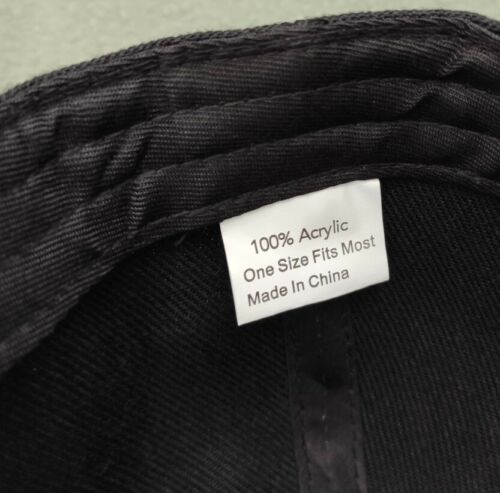 100% Acrylic
One Size Fits Most
Made In China